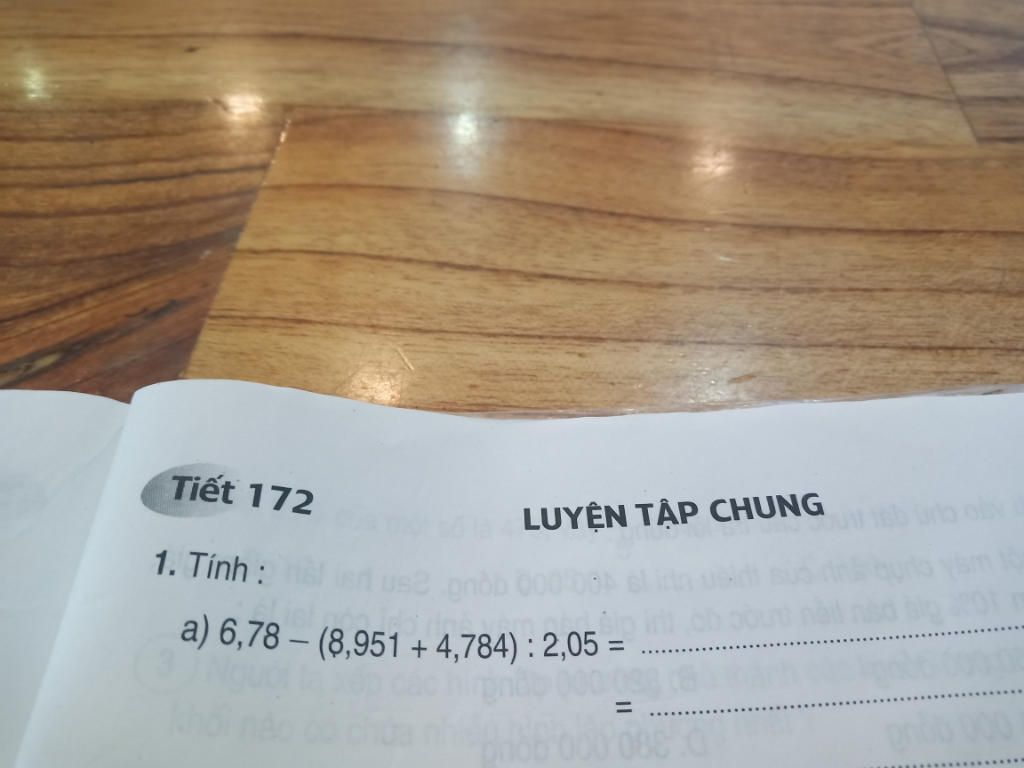 Tiết 172
LUYỆN TẬP CHUNG
1. Tính :
a) 6,78 – (8,951 + 4,784) : 2,05 = ........................
= ........................